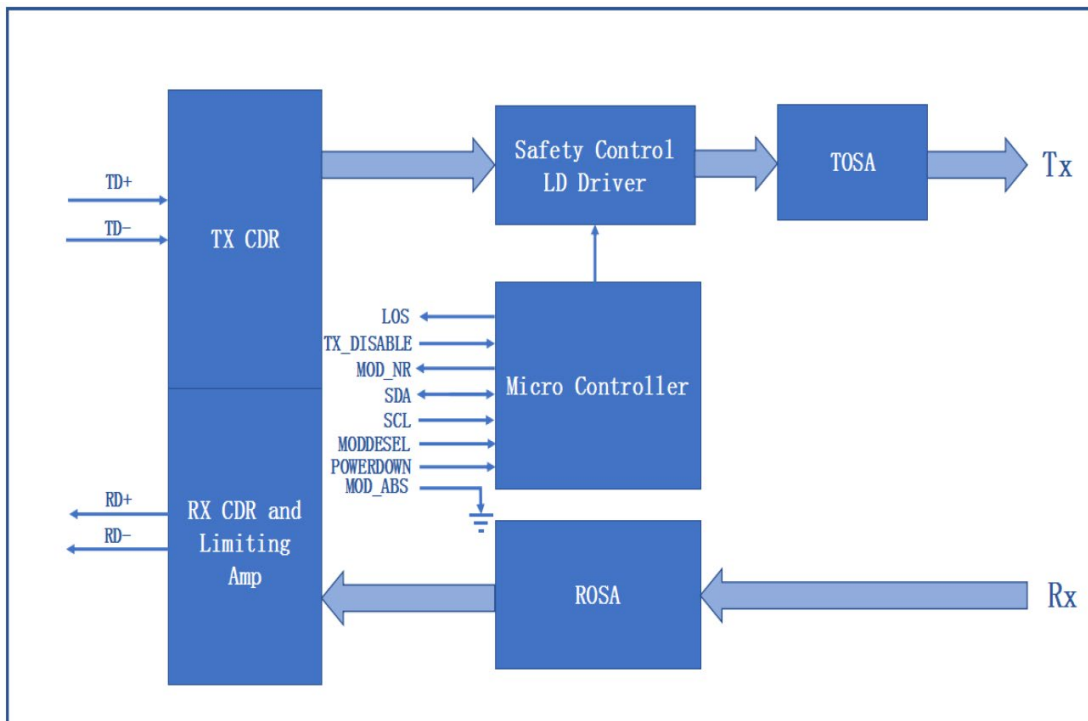 TD+
TD-
TX CDR
Safety Control
LD Driver
TOSA
Tx
LOS
TX_DISABLE
MOD_NR
SDA
SCL
MODDESEL
POWERDOWN
MOD_ABS
Micro Controller
RD+
RD-
RX CDR and
Limiting
Amp
ROSA
Rx